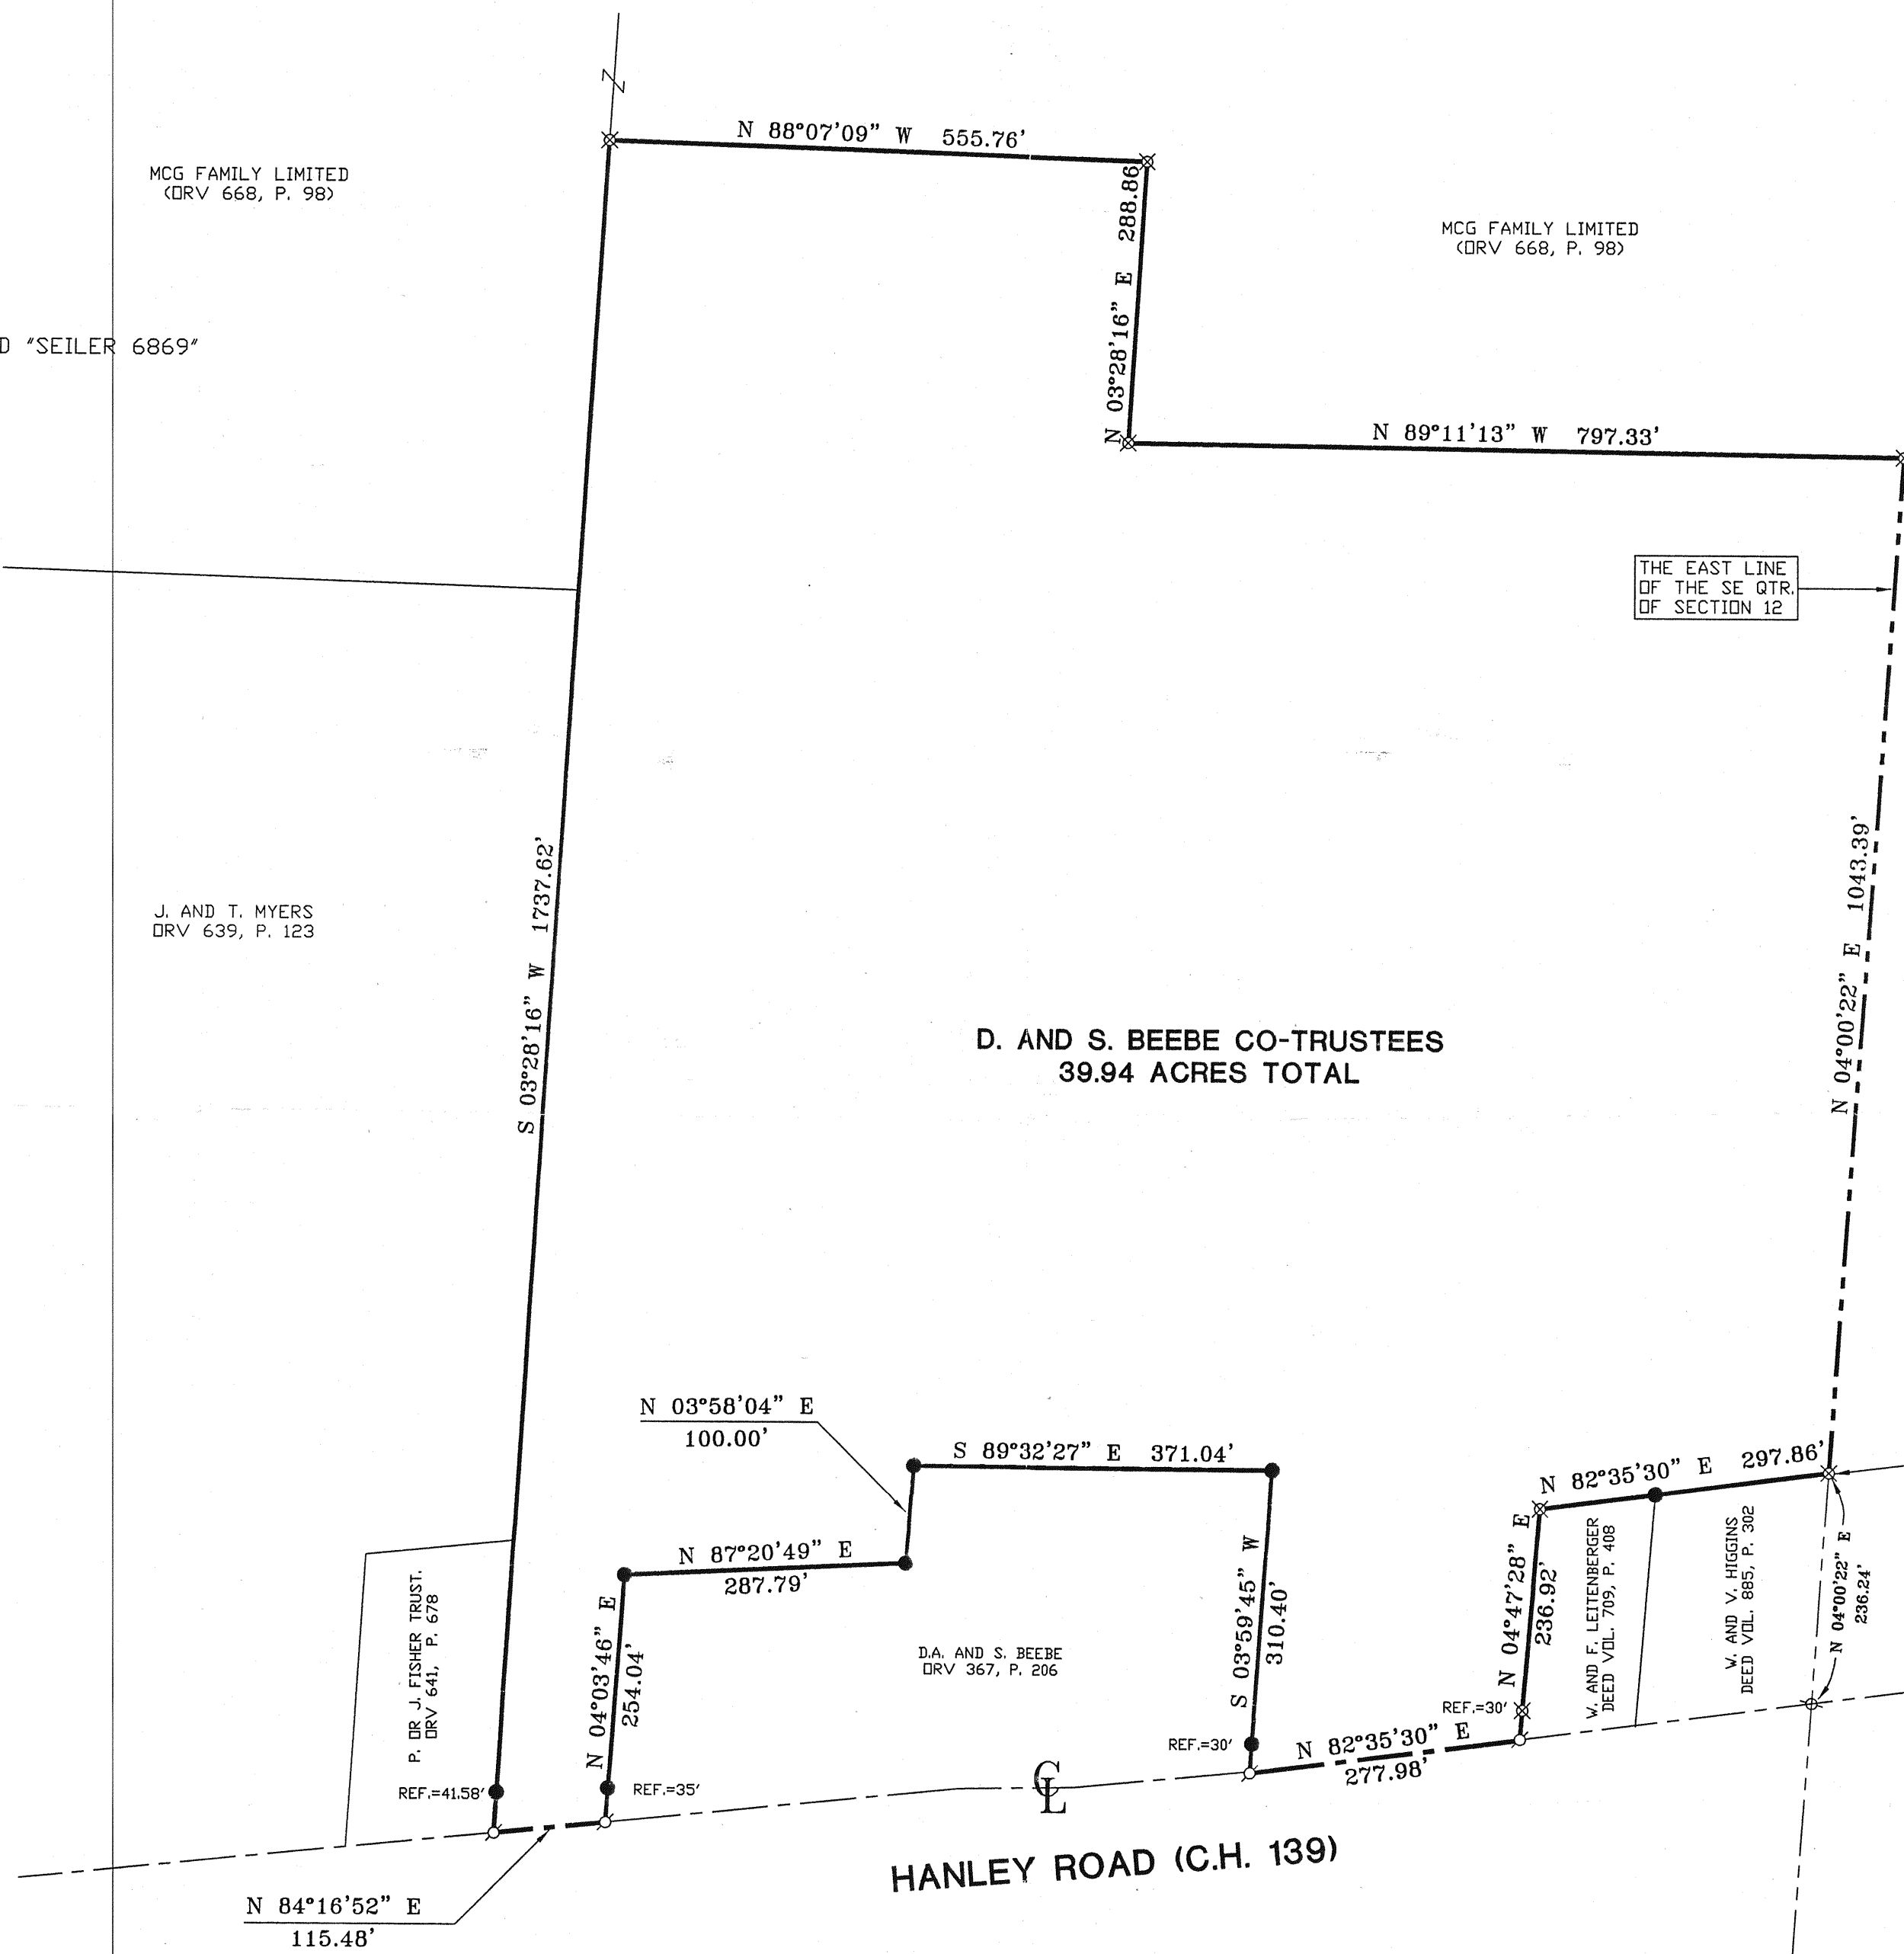 Z
N 88°07'09" W 555.76'
MCG FAMILY LIMITED
(ORV 668, P. 98)
N 03°28'16" E 288.86
MCG FAMILY LIMITED
(ORV 668, P. 98)
D "SEILER 6869"
N 89°11'13" W 797.33'
THE EAST LINE
OF THE SE QTR.
OF SECTION 12
S 03°28'16" W 1737.62'
N 04°00'22" E 1043.39'
J. AND T. MYERS
ORV 639, P. 123
D. AND S. BEEBE CO-TRUSTEES
39.94 ACRES TOTAL
N 03°58'04" E
100.00'
S 89°32'27" E 371.04'
N 82°35'30" E 297.86'
N 87°20'49" E
287.79'
P. OR J. FISHER TRUST.
ORV 641, P. 678
N 04°03'46" E
254.04'
D.A. AND S. BEEBE
ORV 367, P. 206
S 03°59'45" W
310.40'
N 04°47'28" E
236.92'
W. AND F. LEITENBERGER
DEED VOL. 709, P. 408
W. AND V. HIGGINS
DEED VOL. 885, P. 302
N 04°00'22" E
236.24'
REF.=41.58'
REF.=35'
REF.=30'
REF.=30'
N 82°35'30" E
277.98'
CL
HANLEY ROAD (C.H. 139)
N 84°16'52" E
115.48'